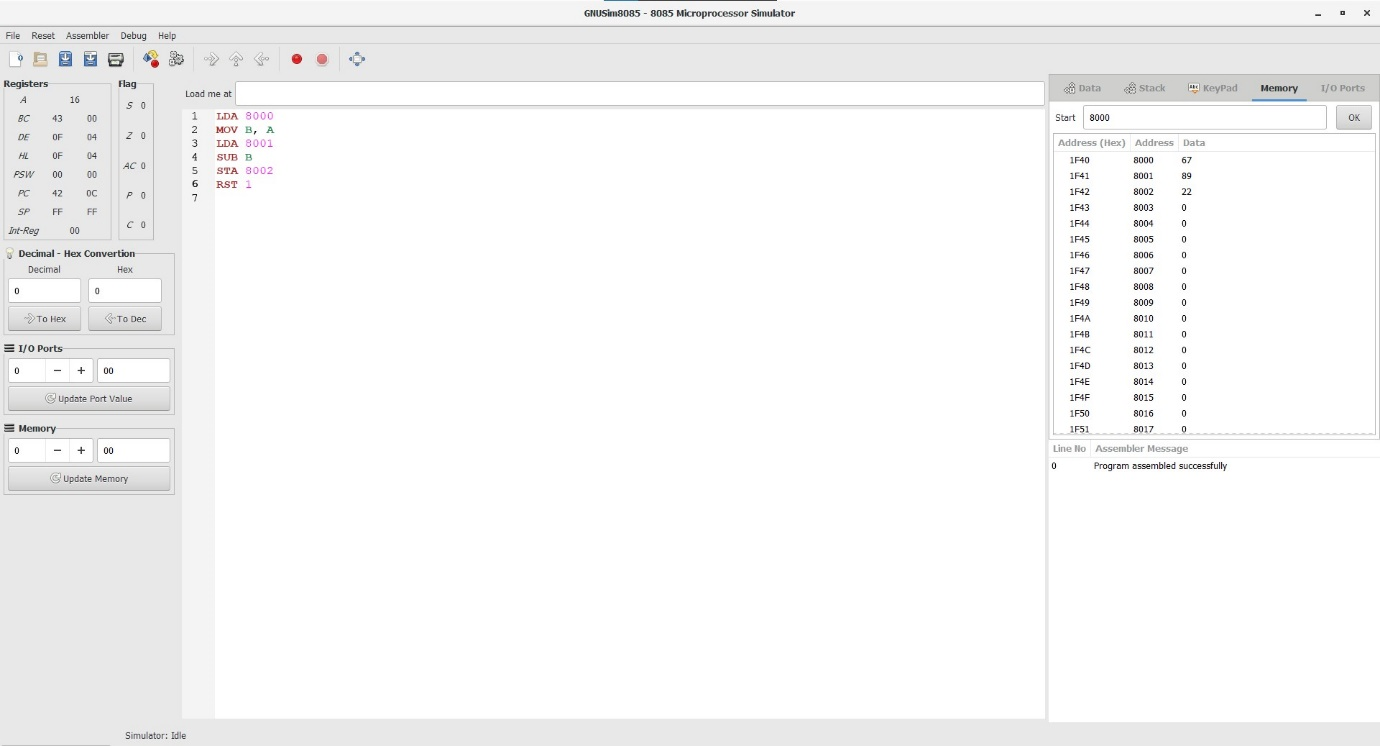 GNUSim8085 - 8085 Microprocessor Simulator
File Reset Assembler Debug Help
Registers
A 16
BC 43 00
DE 0F 04
HL 0F 04
PSW 00 00
PC 42 0C
SP FF FF
Int-Reg 00
Flag
S 0
Z 0
AC 0
P 0
C 0
Decimal - Hex Convertion
Decimal Hex
0 0
To Hex To Dec
I/O Ports
0 − + 00
Update Port Value
Memory
0 − + 00
Update Memory
Load me at
1 LDA 8000
2 MOV B, A
3 LDA 8001
4 SUB B
5 STA 8002
6 RST 1
7
Data Stack KeyPad Memory I/O Ports
Start 8000 OK
Address (Hex) Address Data
1F40 8000 67
1F41 8001 89
1F42 8002 22
1F43 8003 0
1F44 8004 0
1F45 8005 0
1F46 8006 0
1F47 8007 0
1F48 8008 0
1F49 8009 0
1F4A 8010 0
1F4B 8011 0
1F4C 8012 0
1F4D 8013 0
1F4E 8014 0
1F4F 8015 0
1F50 8016 0
1F51 8017 0
Line No Assembler Message
0 Program assembled successfully
Simulator: Idle